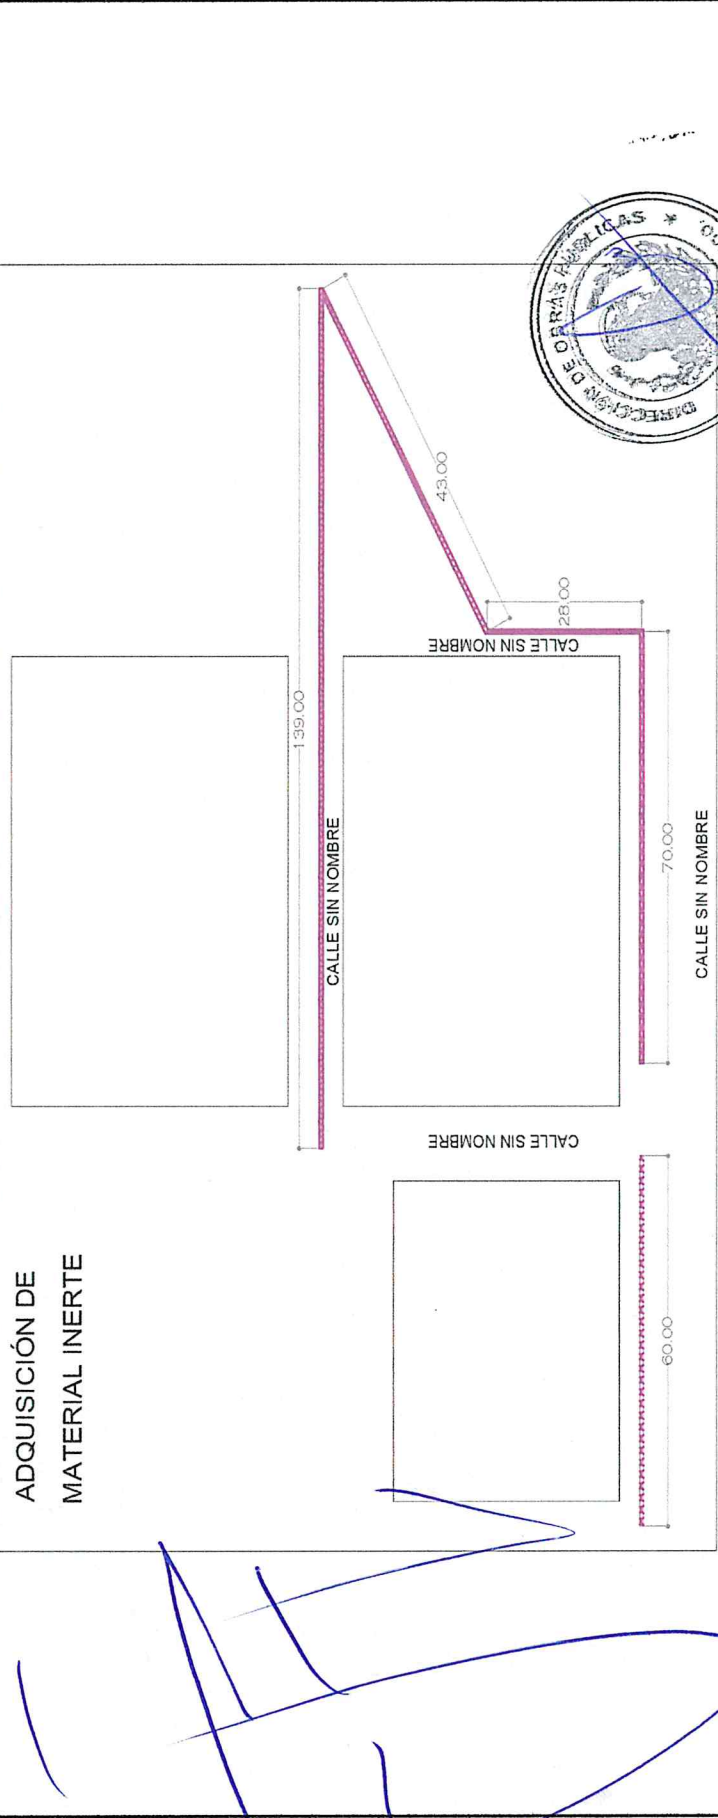 ADQUISICIÓN DE
MATERIAL INERTE
139.00
CALLE SIN NOMBRE
43.00
28.00
CALLE SIN NOMBRE
CALLE SIN NOMBRE
70.00
60.00
CALLE SIN NOMBRE
DIRECCIÓN DE OBRAS PUBLICAS *